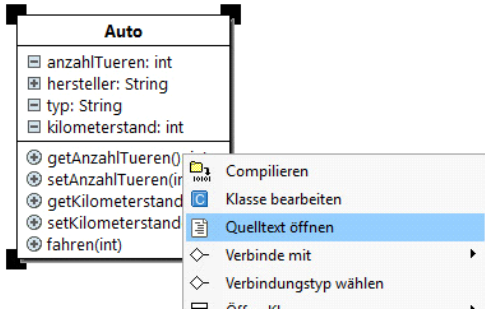 Auto
anzahlTueren: int
hersteller: String
typ: String
kilometerstand: int
getAnzahlTueren()
setAnzahlTueren(in
getKilometerstand
setKilometerstand
fahren(int)
Compilieren
Klasse bearbeiten
Quelltext öffnen
Verbinde mit
Verbindungstyp wählen